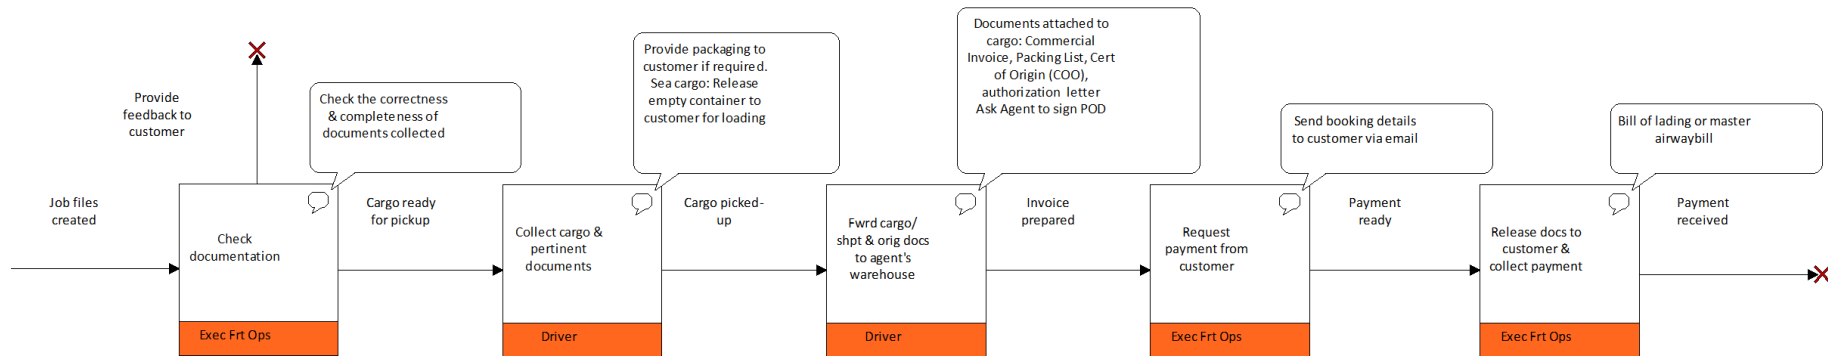 Provide
feedback to
customer
Check the correctness
& completeness of
documents collected
Provide packaging to
customer if required.
Sea cargo: Release
empty container to
customer for loading
Documents attached to
cargo: Commercial
Invoice, Packing List, Cert
of Origin (COO),
authorization letter
Ask Agent to sign POD
Send booking details
to customer via email
Bill of lading or master
airwaybill
Job files
created
Check
documentation
Exec Frt Ops
Cargo ready
for pickup
Collect cargo &
pertinent
documents
Driver
Cargo picked-
up
Fwrd cargo/
shpt & orig docs
to agent's
warehouse
Driver
Invoice
prepared
Request
payment from
customer
Exec Frt Ops
Payment
ready
Release docs to
customer &
collect payment
Exec Frt Ops
Payment
received